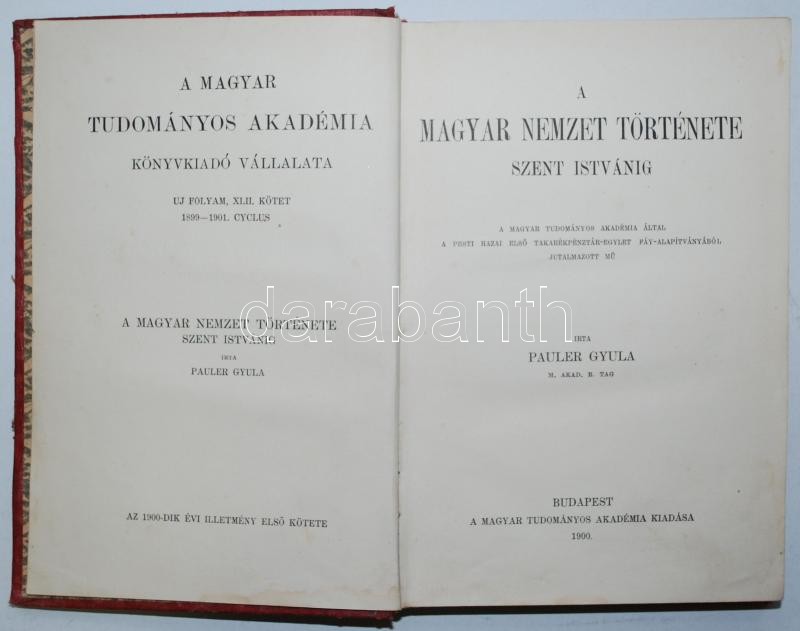 A MAGYAR
TUDOMÁNYOS AKADÉMIA
KÖNYVKIADÓ VÁLLALATA
UJ FOLYAM, XLII. KÖTET
1899—1901. CYCLUS
A MAGYAR NEMZET TÖRTÉNETE
SZENT ISTVÁNIG
IRTA
PAULER GYULA
AZ 1900-DIK ÉVI ILLETMÉNY ELSŐ KÖTETE
A
MAGYAR NEMZET TÖRTÉNETE
SZENT ISTVÁNIG
A MAGYAR TUDOMÁNYOS AKADÉMIA ÁLTAL
A PESTI HAZAI ELSŐ TAKARÉKPÉNZTÁR-EGYLET FÁY-ALAPÍTVÁNYÁBÓL
JUTALMAZOTT MŰ
IRTA
PAULER GYULA
M. AKAD. R. TAG
BUDAPEST
A MAGYAR TUDOMÁNYOS AKADÉMIA KIADÁSA
1900.
darabanth.com